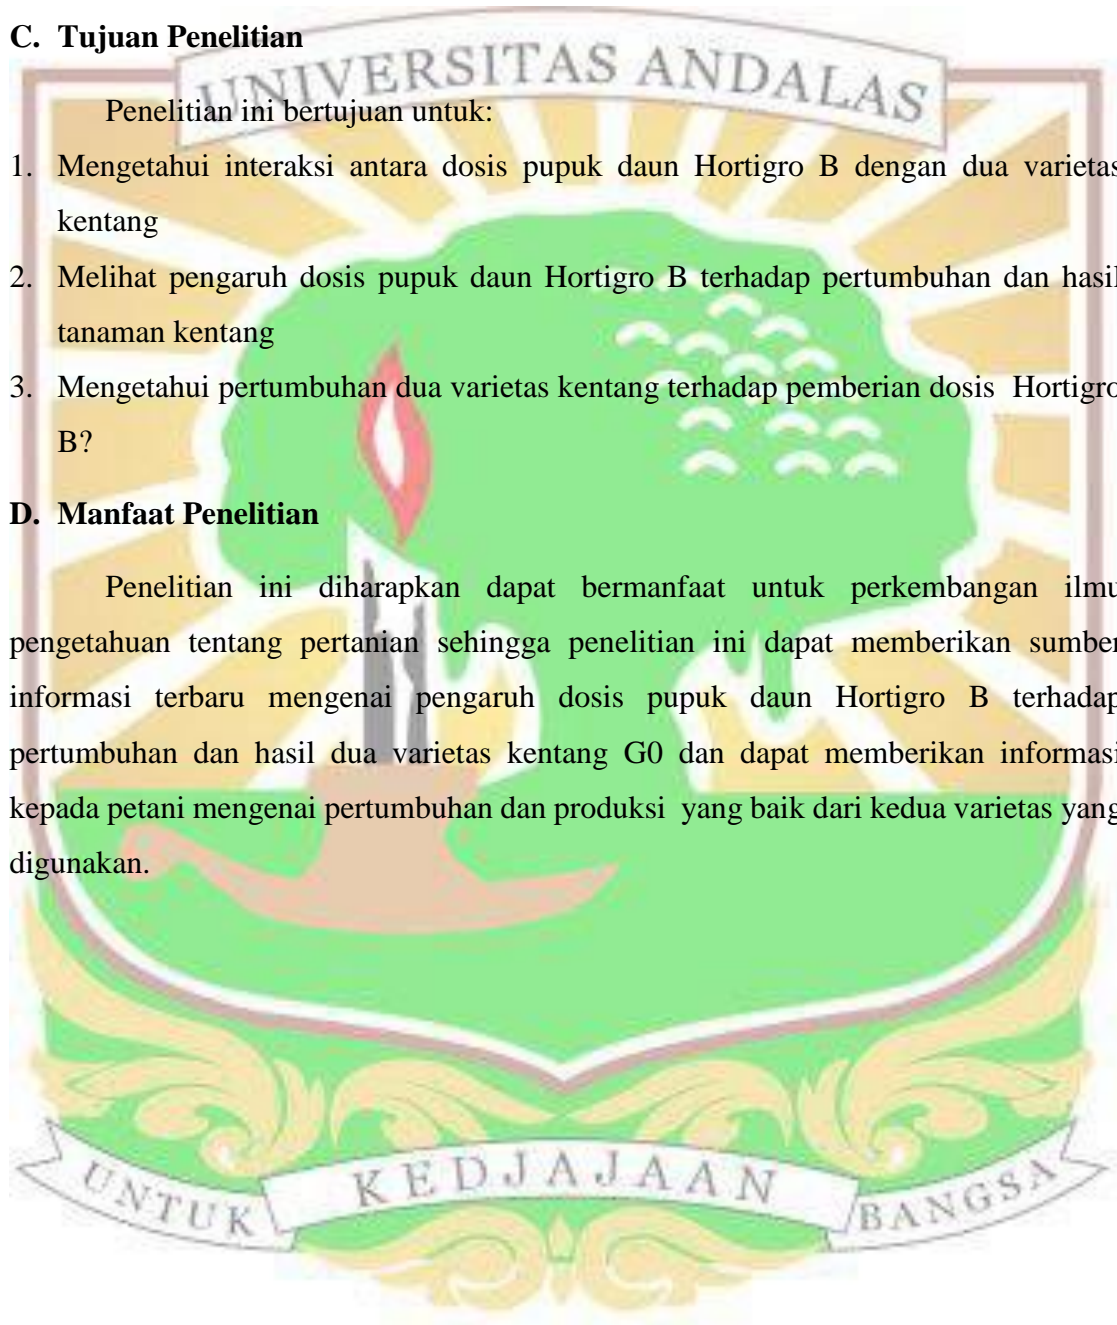 C. Tujuan Penelitian
UNIVERSITAS ANDALAS
Penelitian ini bertujuan untuk:
1. Mengetahui interaksi antara dosis pupuk daun Hortigro B dengan dua varietas
kentang
2. Melihat pengaruh dosis pupuk daun Hortigro B terhadap pertumbuhan dan hasil
tanaman kentang
3. Mengetahui pertumbuhan dua varietas kentang terhadap pemberian dosis Hortigro
B?
D. Manfaat Penelitian
Penelitian ini diharapkan dapat bermanfaat untuk perkembangan ilmu
pengetahuan tentang pertanian sehingga penelitian ini dapat memberikan sumber
informasi terbaru mengenai pengaruh dosis pupuk daun Hortigro B terhadap
pertumbuhan dan hasil dua varietas kentang G0 dan dapat memberikan informasi
kepada petani mengenai pertumbuhan dan produksi yang baik dari kedua varietas yang
digunakan.
UNTUK KEDJAJAAN BANGSA